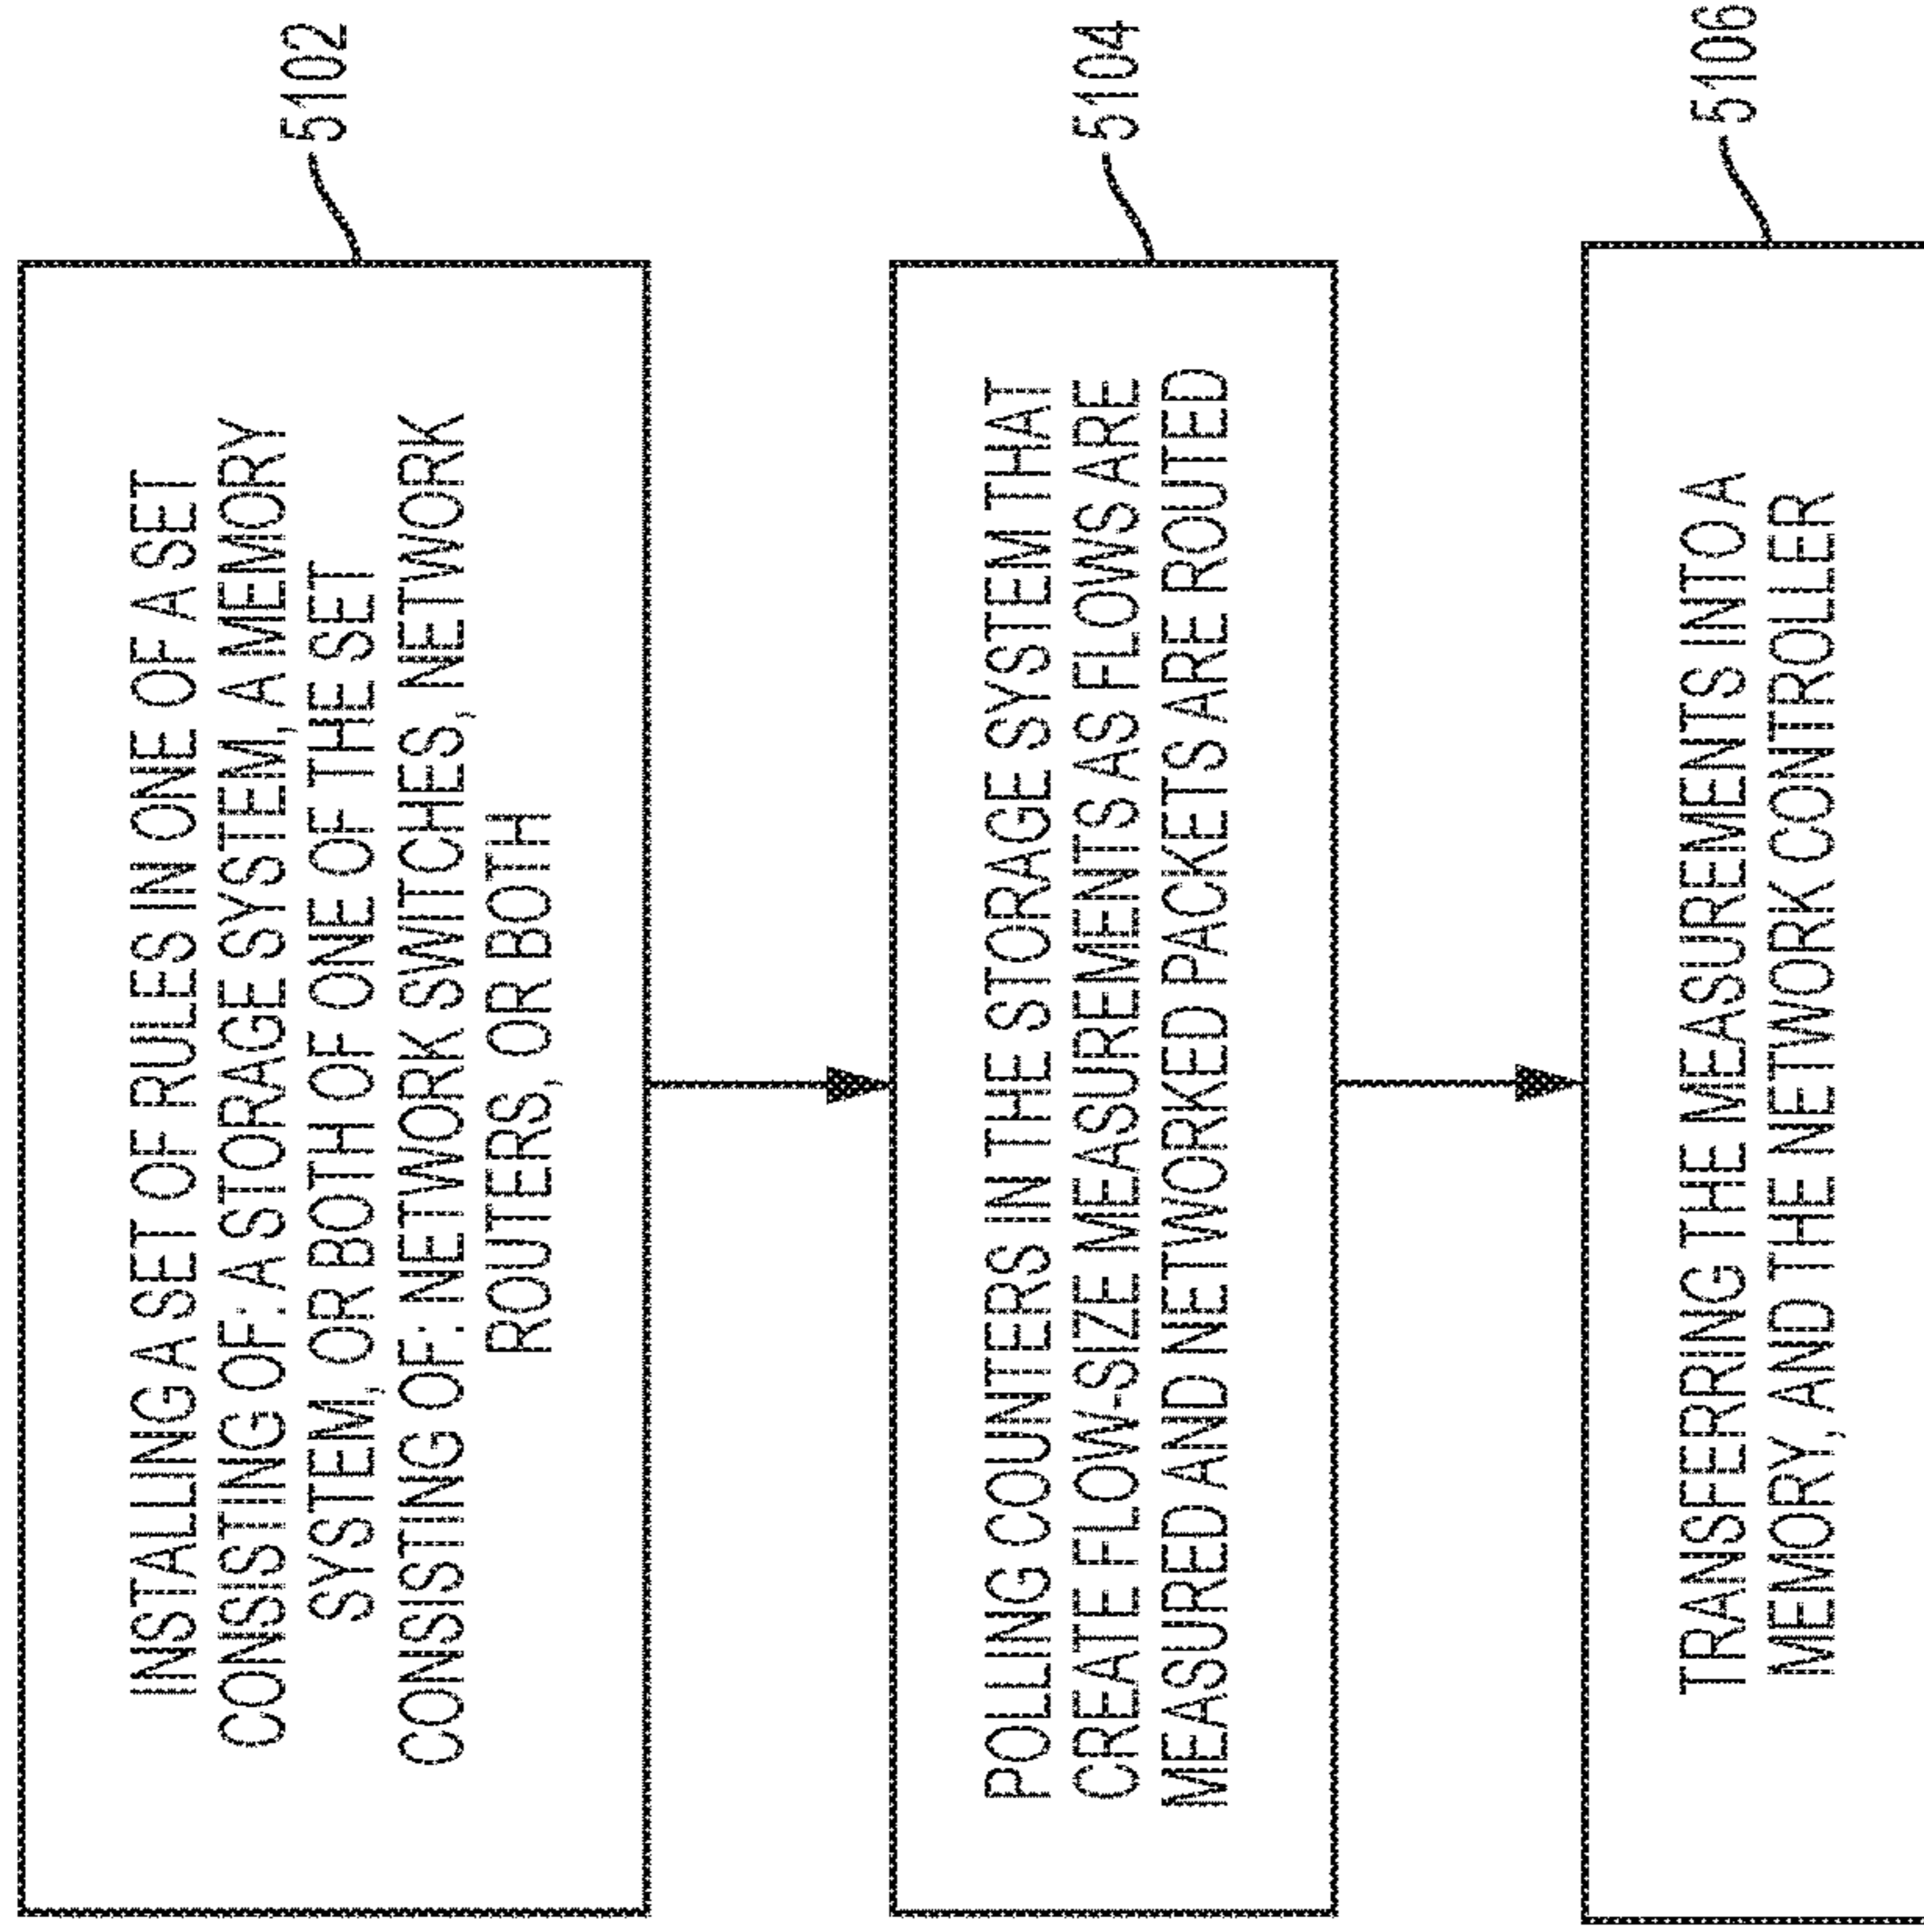 INSTALLING A SET OF RULES IN ONE OF A SET
CONSISTING OF: A STORAGE SYSTEM, A MEMORY
SYSTEM, OR BOTH OF ONE OF THE SET
CONSISTING OF: NETWORK SWITCHES, NETWORK
ROUTERS, OR BOTH
5102
POLLING COUNTERS IN THE STORAGE SYSTEM THAT
CREATE FLOW-SIZE MEASUREMENTS AS FLOWS ARE
MEASURED AND NETWORKED PACKETS ARE ROUTED
5104
TRANSFERRING THE MEASUREMENTS INTO A
MEMORY, AND THE NETWORK CONTROLLER
5106